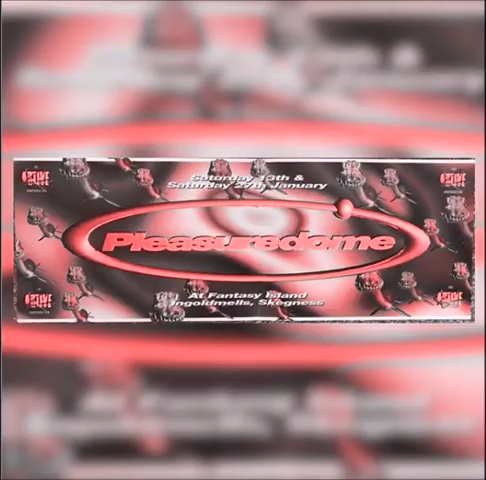 Saturday 13th &
Saturday 27th January
Pleasuredome
At Fantasy Island
Ingoldmells, Skegness